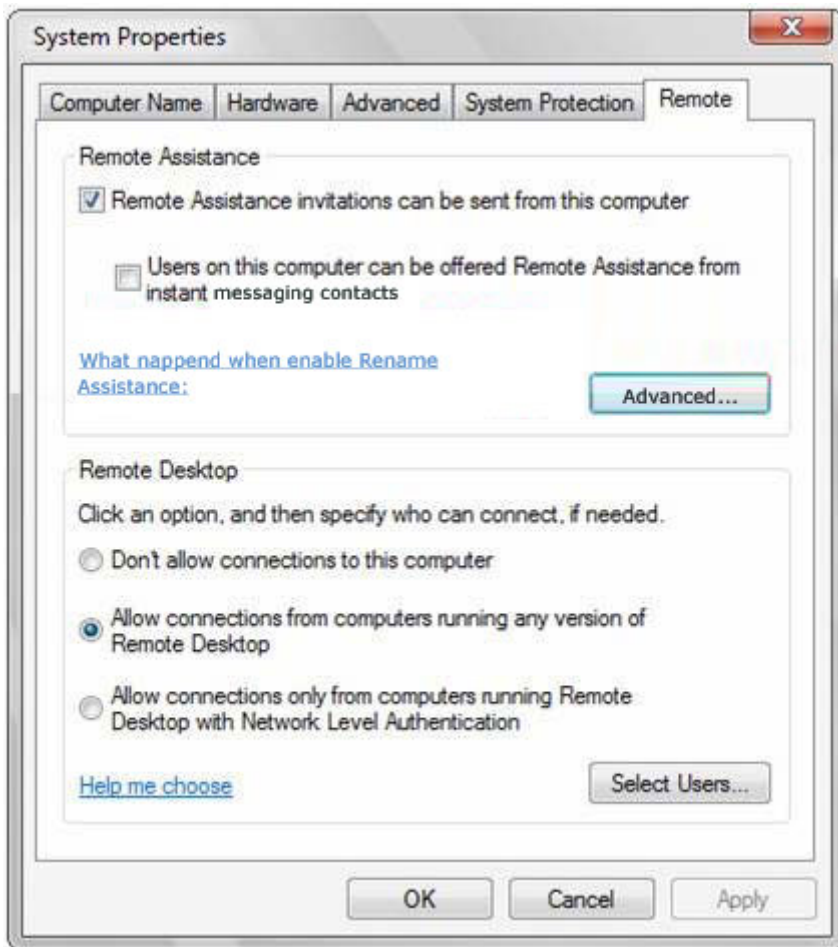 System Properties
Computer Name Hardware Advanced System Protection Remote
Remote Assistance
Remote Assistance invitations can be sent from this computer
Users on this computer can be offered Remote Assistance from
instant messaging contacts
What nappend when enable Rename
Assistance:
Advanced...
Remote Desktop
Click an option, and then specify who can connect, if needed.
Don't allow connections to this computer
Allow connections from computers running any version of
Remote Desktop
Allow connections only from computers running Remote
Desktop with Network Level Authentication
Help me choose
Select Users...
OK Cancel Apply